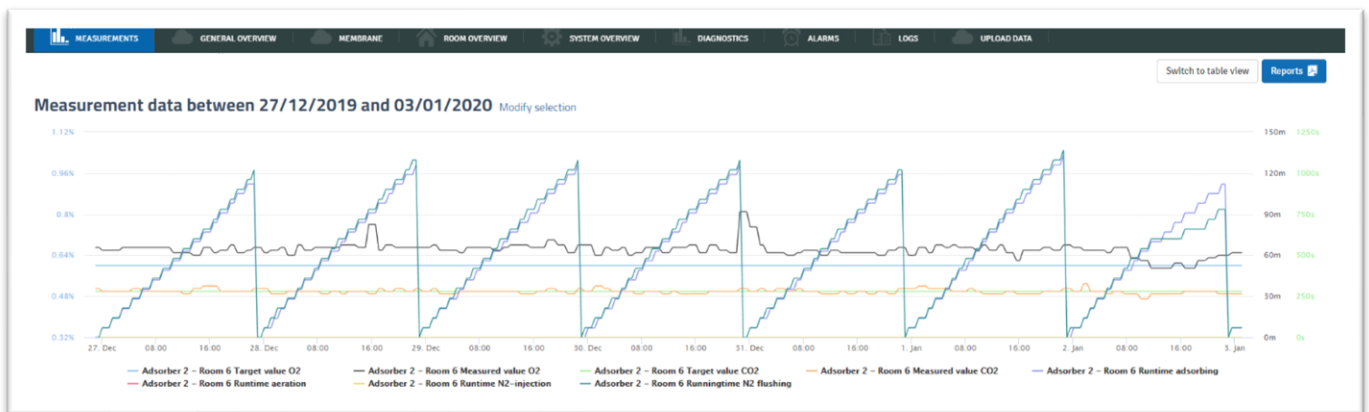 MEASUREMENTS GENERAL OVERVIEW MEMBRANE ROOM OVERVIEW SYSTEM OVERVIEW DIAGNOSTICS ALARMS LOGS UPLOAD DATA
Switch to table view Reports
Measurement data between 27/12/2019 and 03/01/2020 Modify selection
1.12% 150m 1250s
0.96% 120m 1000s
0.8% 90m 750s
0.64% 60m 500s
0.48% 30m 250s
0.32% 0m 0s
27. Dec 08:00 16:00 28. Dec 08:00 16:00 29. Dec 08:00 16:00 30. Dec 08:00 16:00 31. Dec 08:00 16:00 1. Jan 08:00 16:00 2. Jan 08:00 16:00 3. Jan
Adsorber 2 - Room 6 Target value O2 Adsorber 2 - Room 6 Measured value O2 Adsorber 2 - Room 6 Target value CO2 Adsorber 2 - Room 6 Measured value CO2 Adsorber 2 - Room 6 Runtime adsorbing
Adsorber 2 - Room 6 Runtime aeration Adsorber 2 - Room 6 Runtime N2-injection Adsorber 2 - Room 6 Runningtime N2 flushing